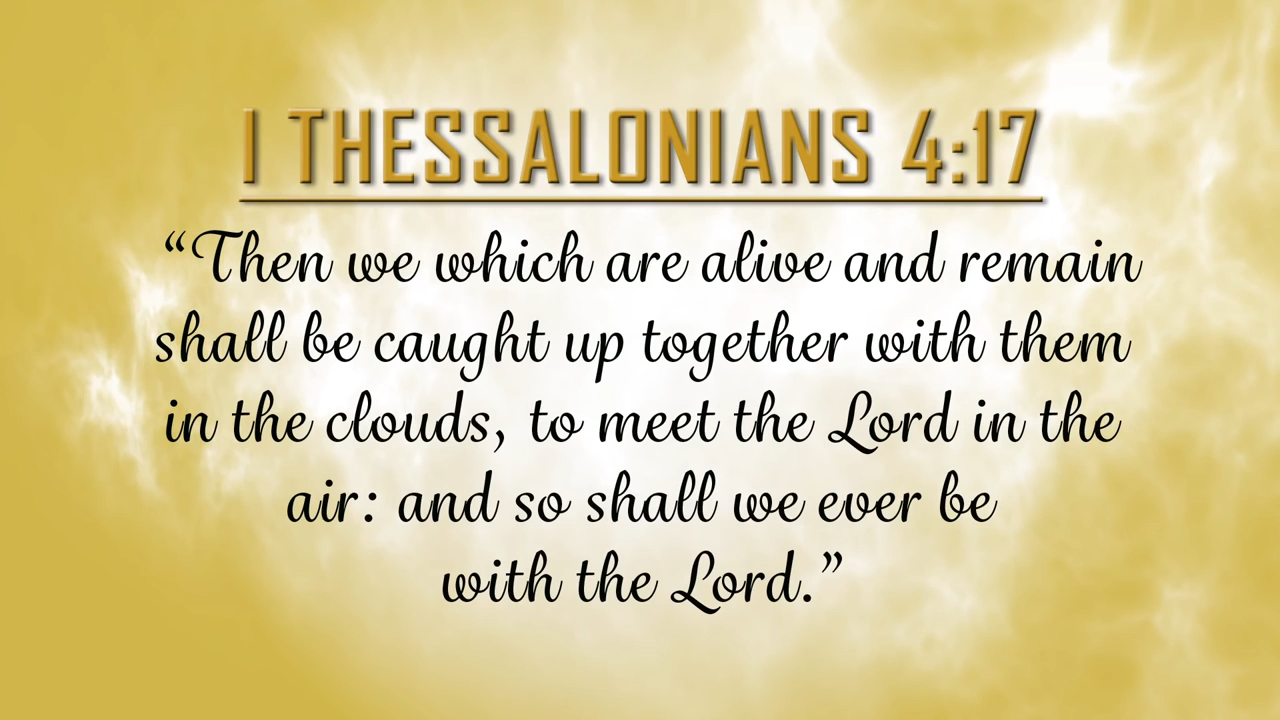 I THESSALONIANS 4:17
“Then we which are alive and remain
shall be caught up together with them
in the clouds, to meet the Lord in the
air: and so shall we ever be
with the Lord.”